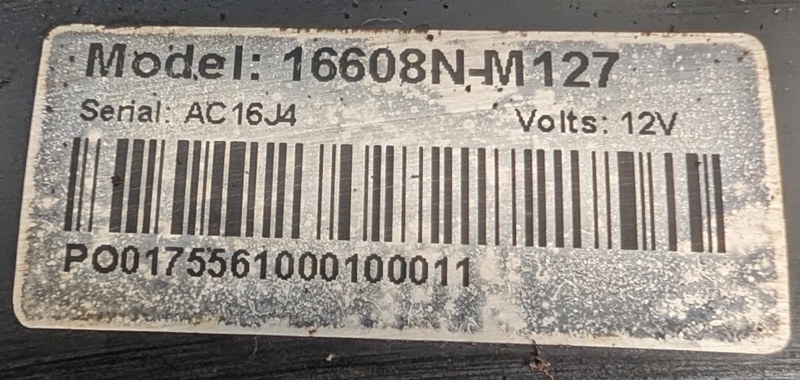 Model: 16608N-M127
Serial: AC16J4 Volts: 12V
PO0175561000100011